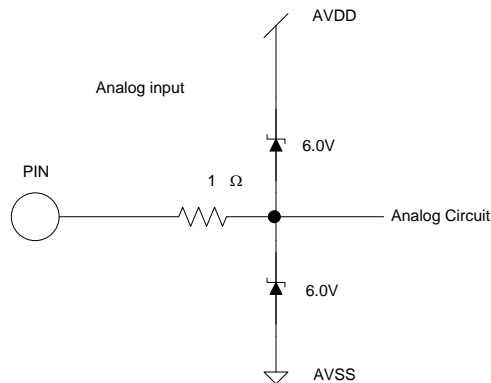 AVDD
Analog input
6.0V
PIN
1 Ω
Analog Circuit
6.0V
AVSS